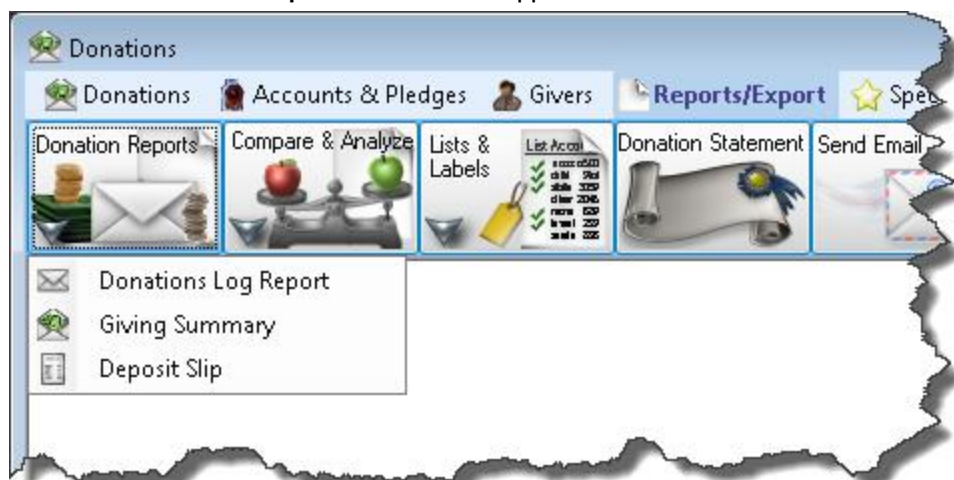 Donations
Donations Accounts & Pledges Givers Reports/Export
Donation Reports Compare & Analyze Lists & Labels List Donation Statement Send Email
Donations Log Report
Giving Summary
Deposit Slip